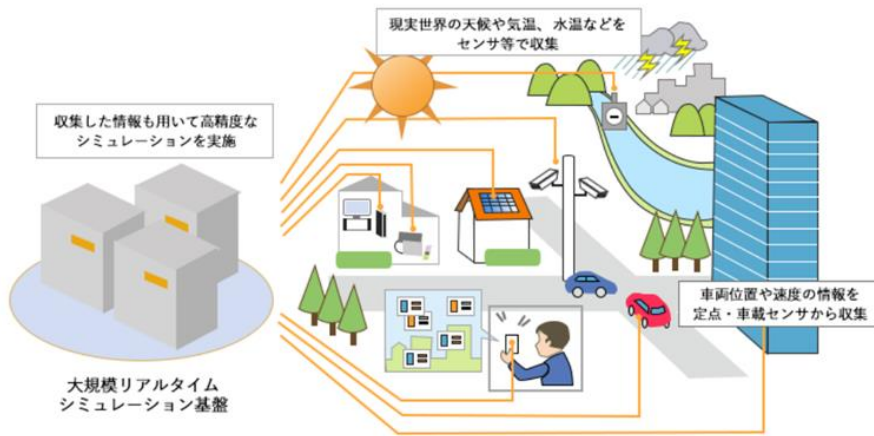 現実世界の天候や気温、水温などを
センサ等で収集
収集した情報も用いて高精度な
シミュレーションを実施
車両位置や速度の情報を
定点・車載センサから収集
大規模リアルタイム
シミュレーション基盤